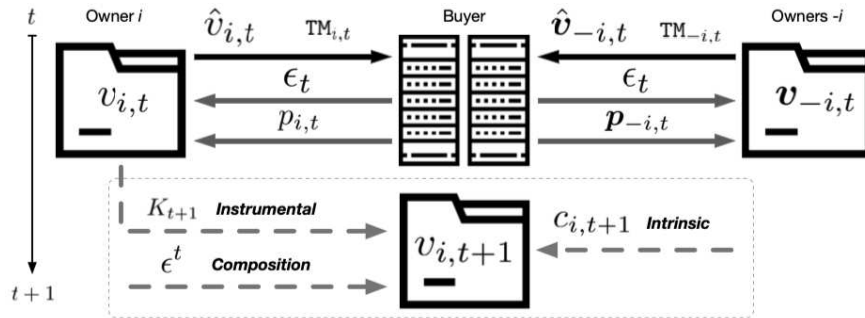 t Owner i Buyer Owners -i
v̂_{i,t} TM_{i,t} v̂_{−i,t} TM_{−i,t}
v_{i,t} ϵ_t ϵ_t v_{−i,t}
p_{i,t} p_{−i,t}
K_{t+1} Instrumental c_{i,t+1} Intrinsic
v_{i,t+1}
ϵ^t Composition
t + 1